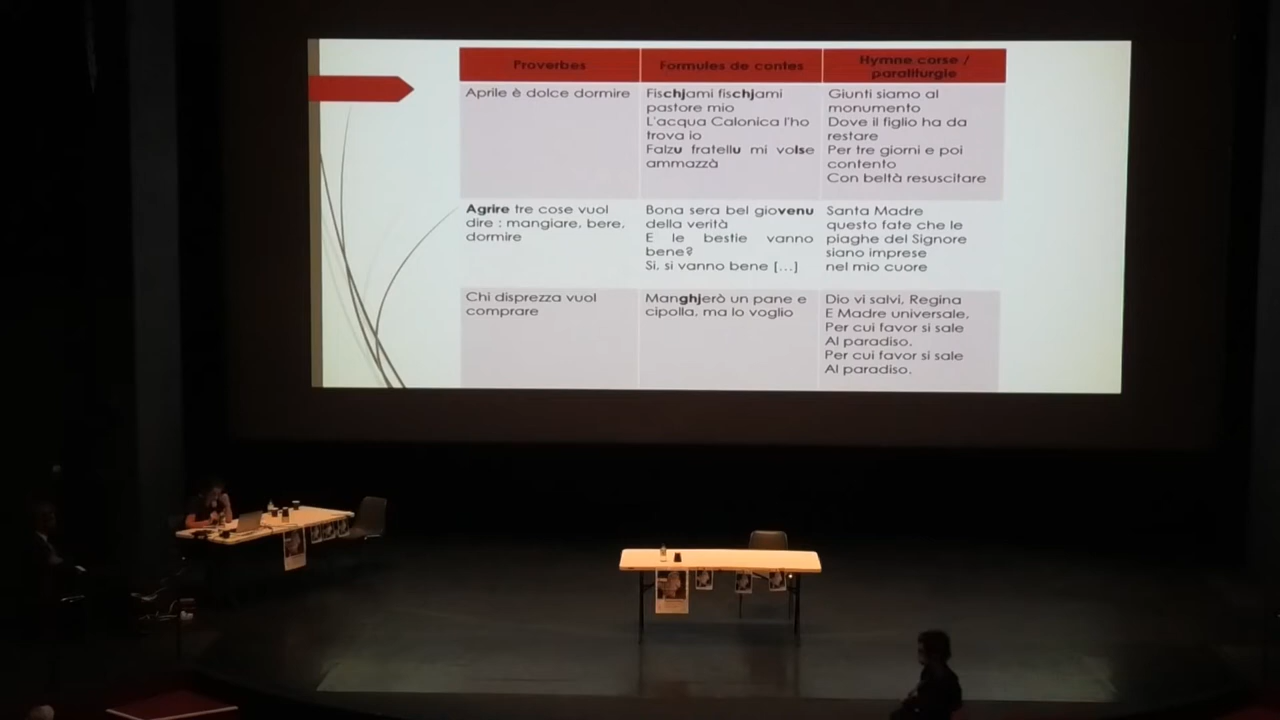 Proverbes
Formules de contes
Hymne corse /
paraliturgie
Aprile è dolce dormire
Fischjami fischjami
pastore mio
L'acqua Calonica l'ho
trova io
Falzu fratellu mi volse
ammazzà
Giunti siamo al
monumento
Dove il figlio ha da
restare
Per tre giorni e poi
contento
Con beltà resuscitare
Agrire tre cose vuol
dire : mangiare, bere,
dormire
Bona sera bel giovenu
della verità
E le bestie vanno
bene?
Si, si vanno bene [...]
Santa Madre
questo fate che le
piaghe del Signore
siano imprese
nel mio cuore
Chi disprezza vuol
comprare
Manghjerò un pane e
cipolla, ma lo voglio
Dio vi salvi, Regina
E Madre universale,
Per cui favor si sale
Al paradiso.
Per cui favor si sale
Al paradiso.